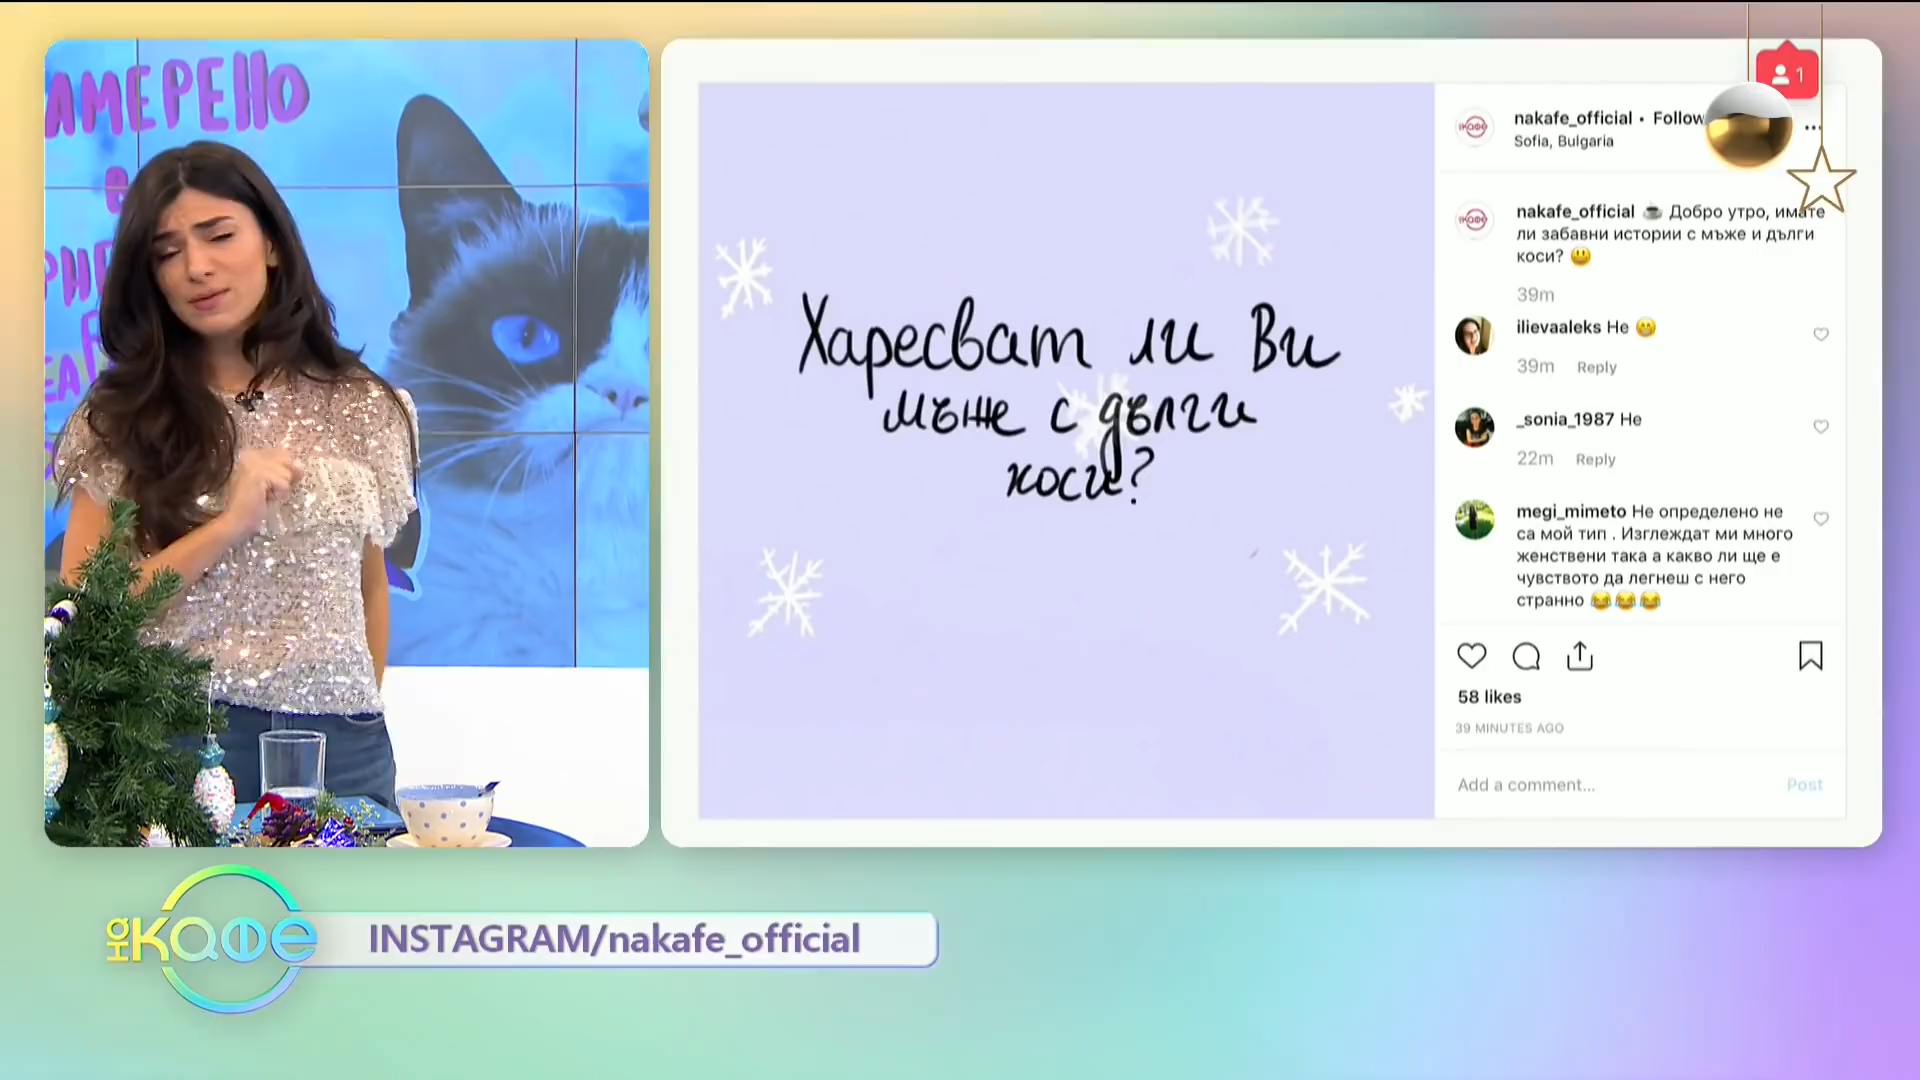 АМЕРЕНО
В
Харесват ли Ви
мъже с дълги
коси?
1
nakafe_official • Follow
Sofia, Bulgaria
nakafe_official ☕ Добро утро, имате
ли забавни истории с мъже и дълги
коси? 😃
39m
ilievaaleks Не 😁
39m Reply
_sonia_1987 Не
22m Reply
megi_mimeto Не определено не
са мой тип . Изглеждат ми много
женствени така а какво ли ще е
чувството да легнеш с него
странно 😂😂😂
58 likes
39 MINUTES AGO
Add a comment... Post
на кафе
INSTAGRAM/nakafe_official